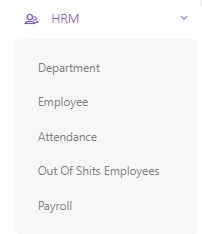 HRM
Department
Employee
Attendance
Out Of Shits Employees
Payroll